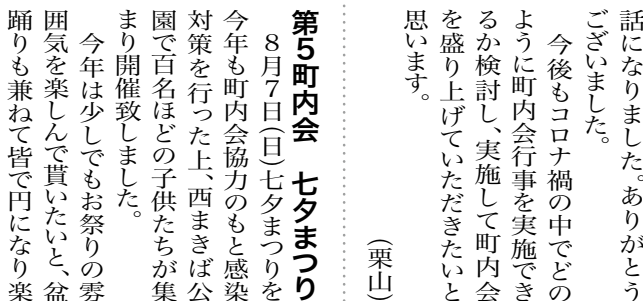 話になりました。ありがとう
ございました。
今後もコロナ禍の中でどの
ように町内会行事を実施でき
るか検討し、実施して町内会
を盛り上げていただきたいと
思います。
(栗山)
第5町内会 七夕まつり
8月7日(日)七夕まつりを
今年も町内会協力のもと感染
対策を行った上、西まきば公
園で百名ほどの子供たちが集
まり開催致しました。
今年は少しでもお祭りの雰
囲気を楽しんで貰いたいと、盆
踊りも兼ねて皆で円になり楽